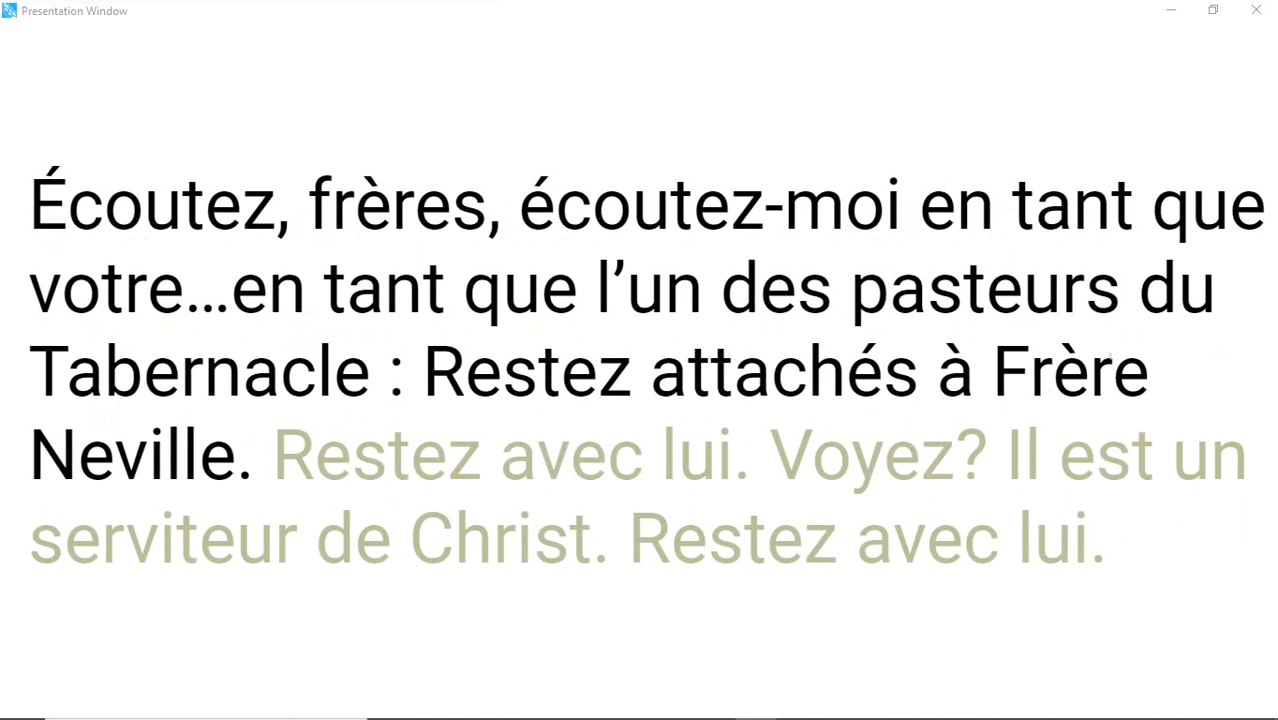 Presentation Window
Écoutez, frères, écoutez-moi en tant que
votre…en tant que l’un des pasteurs du
Tabernacle : Restez attachés à Frère
Neville. Restez avec lui. Voyez? Il est un
serviteur de Christ. Restez avec lui.